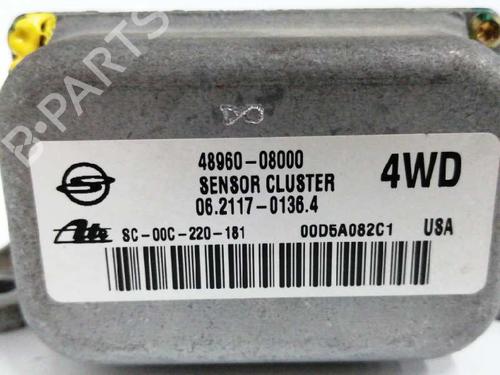 B-PARTS
48960-08000
4WD
SENSOR CLUSTER
06.2117-0136.4
Ate
SC-00C-220-181
00D5A082C1
USA